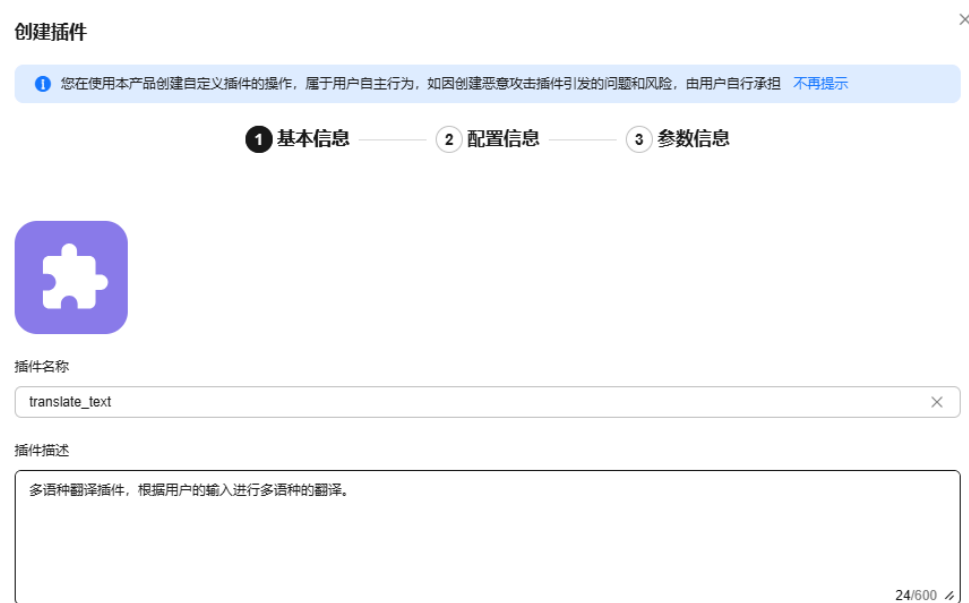 创建插件
您在使用本产品创建自定义插件的操作，属于用户自主行为，如因创建恶意攻击插件引发的问题和风险，由用户自行承担 不再提示
1 基本信息 2 配置信息 3 参数信息
插件名称
translate_text
插件描述
多语种翻译插件，根据用户的输入进行多语种的翻译。
24/600